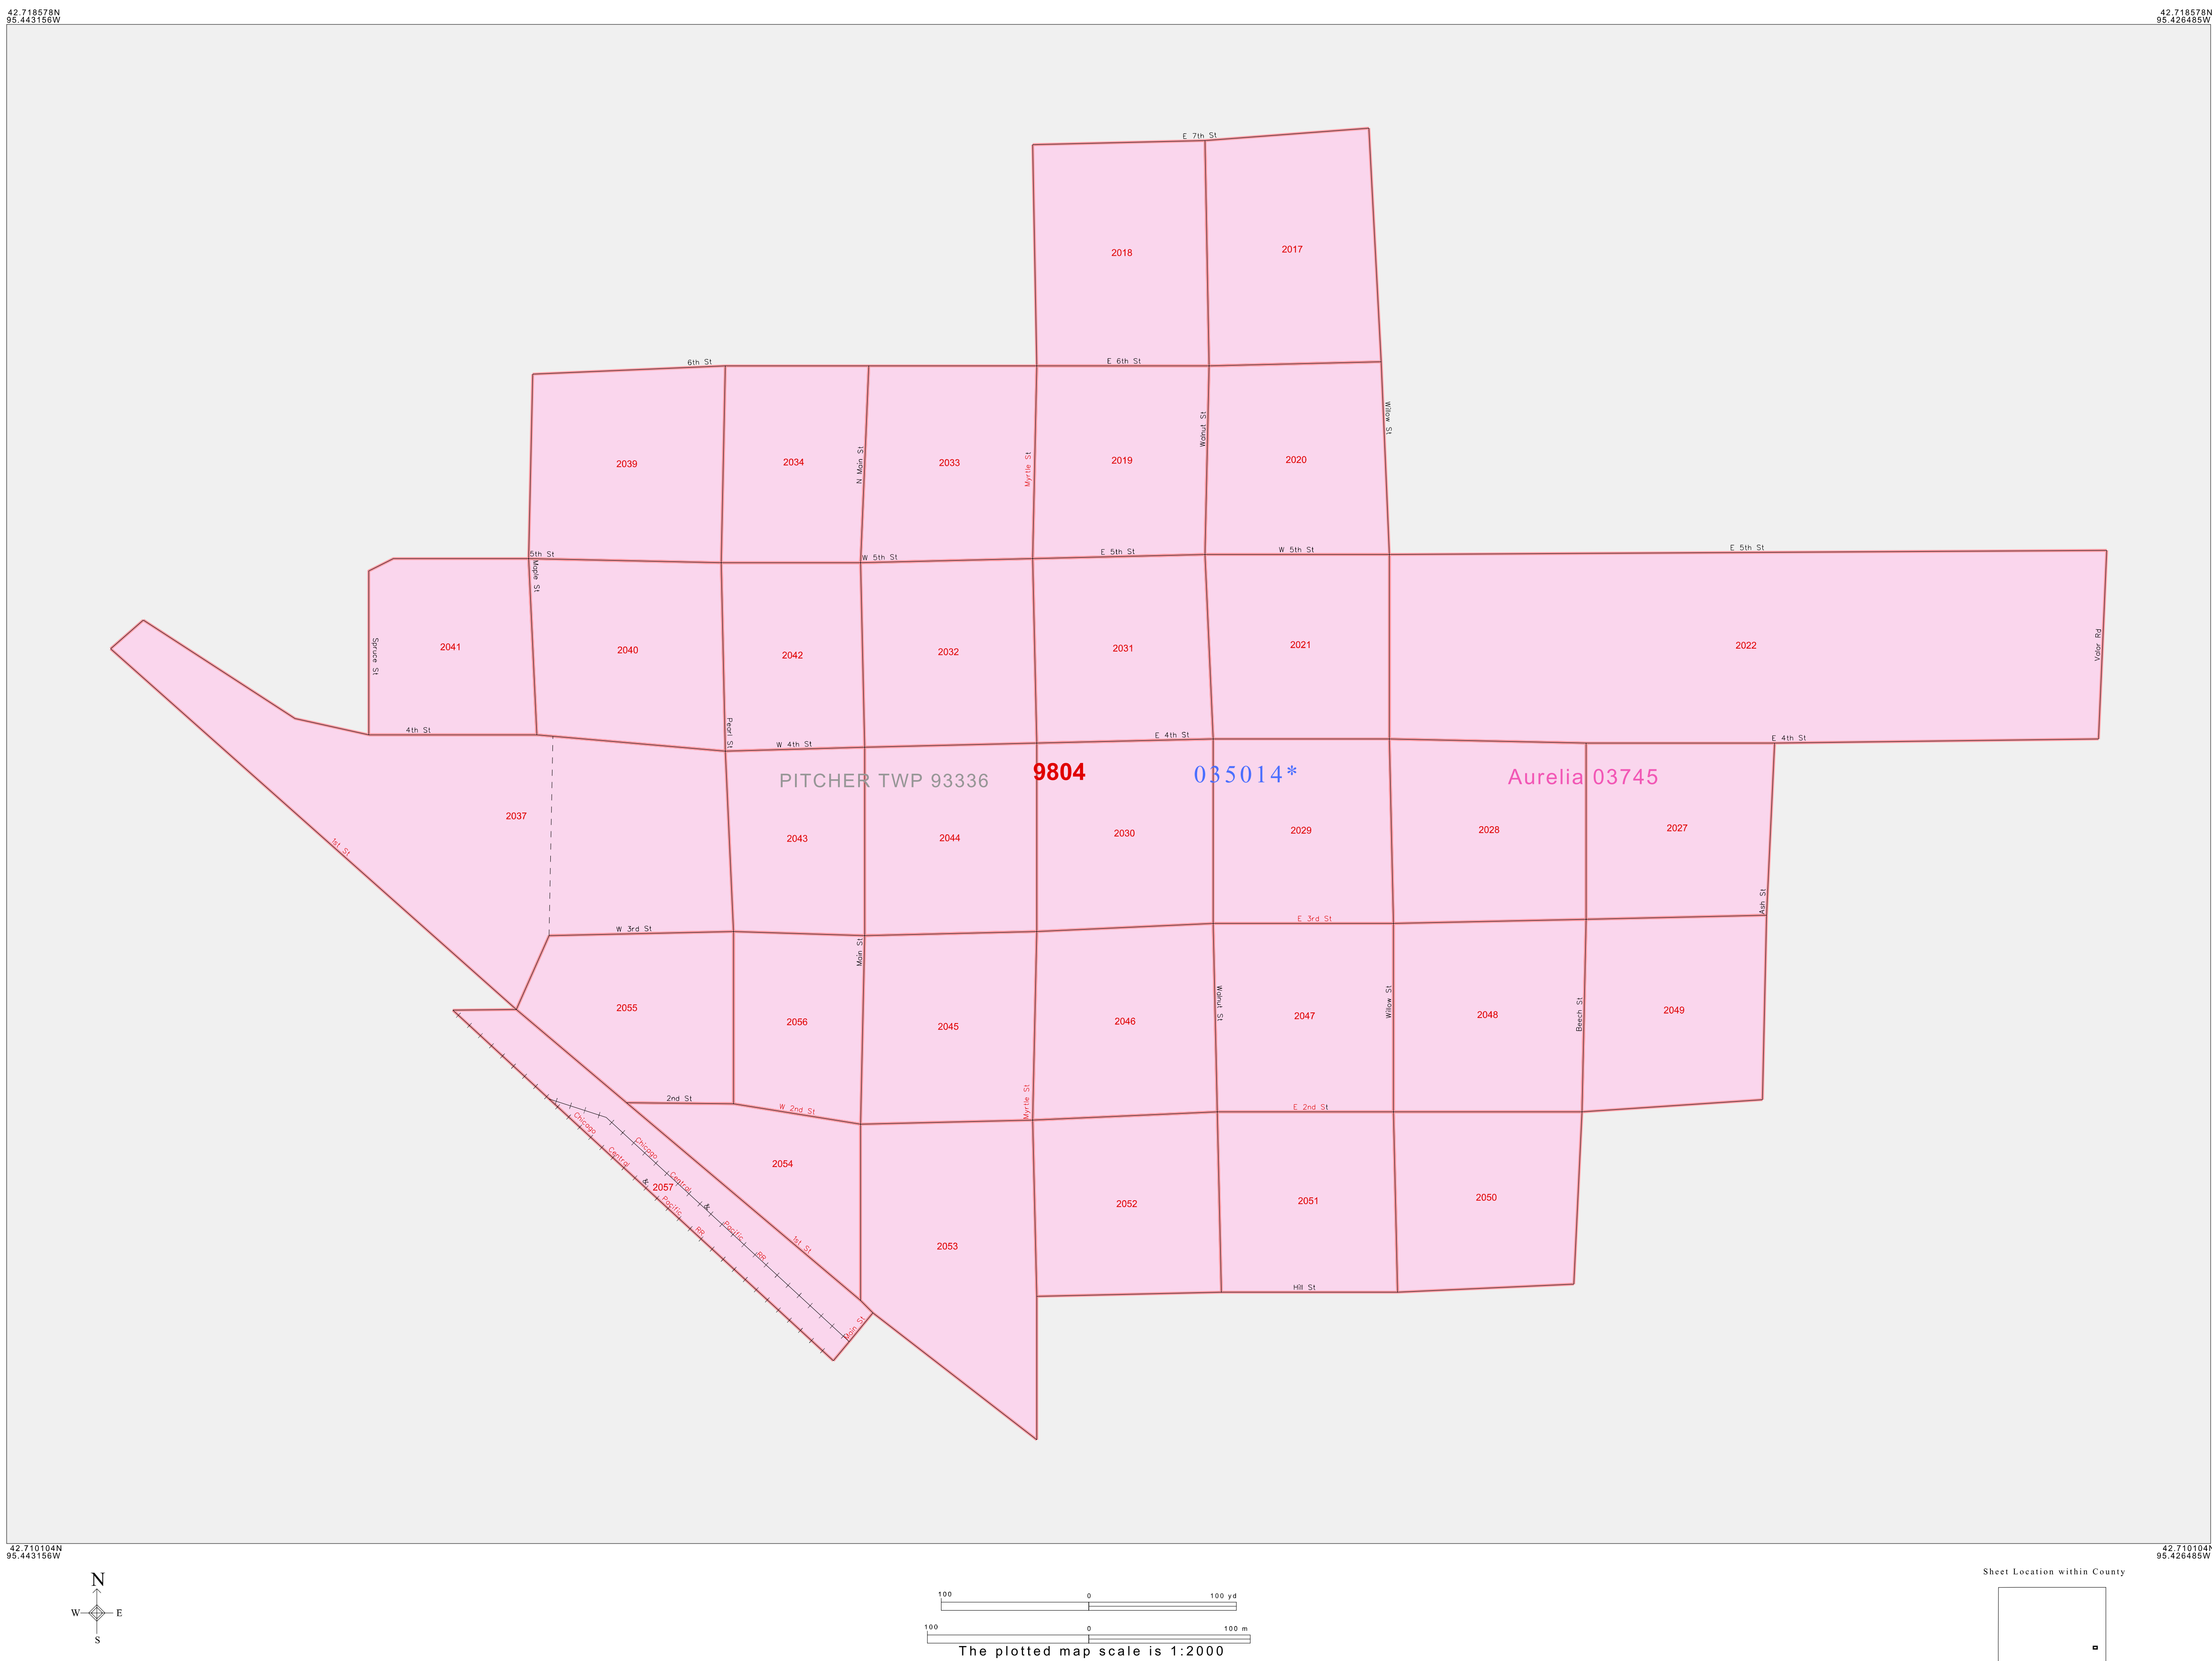 42.718578N
95.443156W
42.718578N
95.426485W
E 7th St
2018
2017
6th St
E 6th St
Willow St
Walnut St
N Main St
Myrtle St
2039
2034
2033
2019
2020
5th St
W 5th St
E 5th St
W 5th St
E 5th St
Maple St
Spruce St
Valor Rd
2041
2040
2042
2032
2031
2021
2022
4th St
Pearl St
W 4th St
E 4th St
E 4th St
PITCHER TWP 93336
9804
035014*
Aurelia 03745
2037
1st St
2043
2044
2030
2029
2028
2027
Ash St
W 3rd St
E 3rd St
Main St
Walnut St
Willow St
Beech St
2055
2056
2045
2046
2047
2048
2049
2nd St
W 2nd St
Myrtle St
E 2nd St
Chicago Central & Pacific RR
Chicago Central & Pacific RR
2054
2057
1st St
2053
2052
2051
2050
Hill St
Main St
42.710104N
95.443156W
42.710104N
95.426485W
N
W E
S
100 0 100 yd
100 0 100 m
The plotted map scale is 1:2000
Sheet Location within County